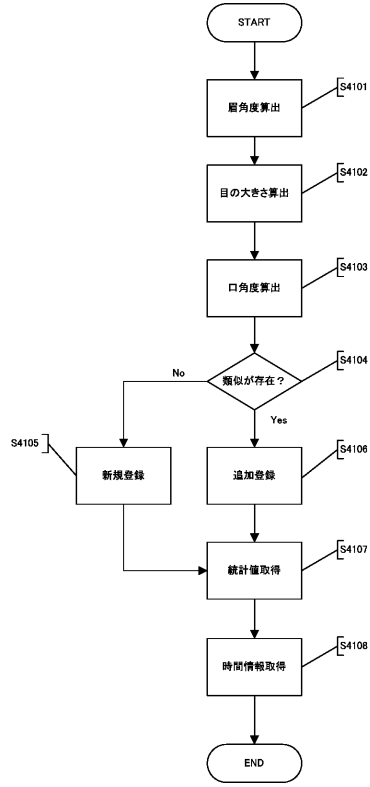 START
S4101
眉角度算出
S4102
目の大きさ算出
S4103
口角度算出
S4104
類似が存在？
No
Yes
S4105
新規登録
S4106
追加登録
S4107
統計値取得
S4108
時間情報取得
END